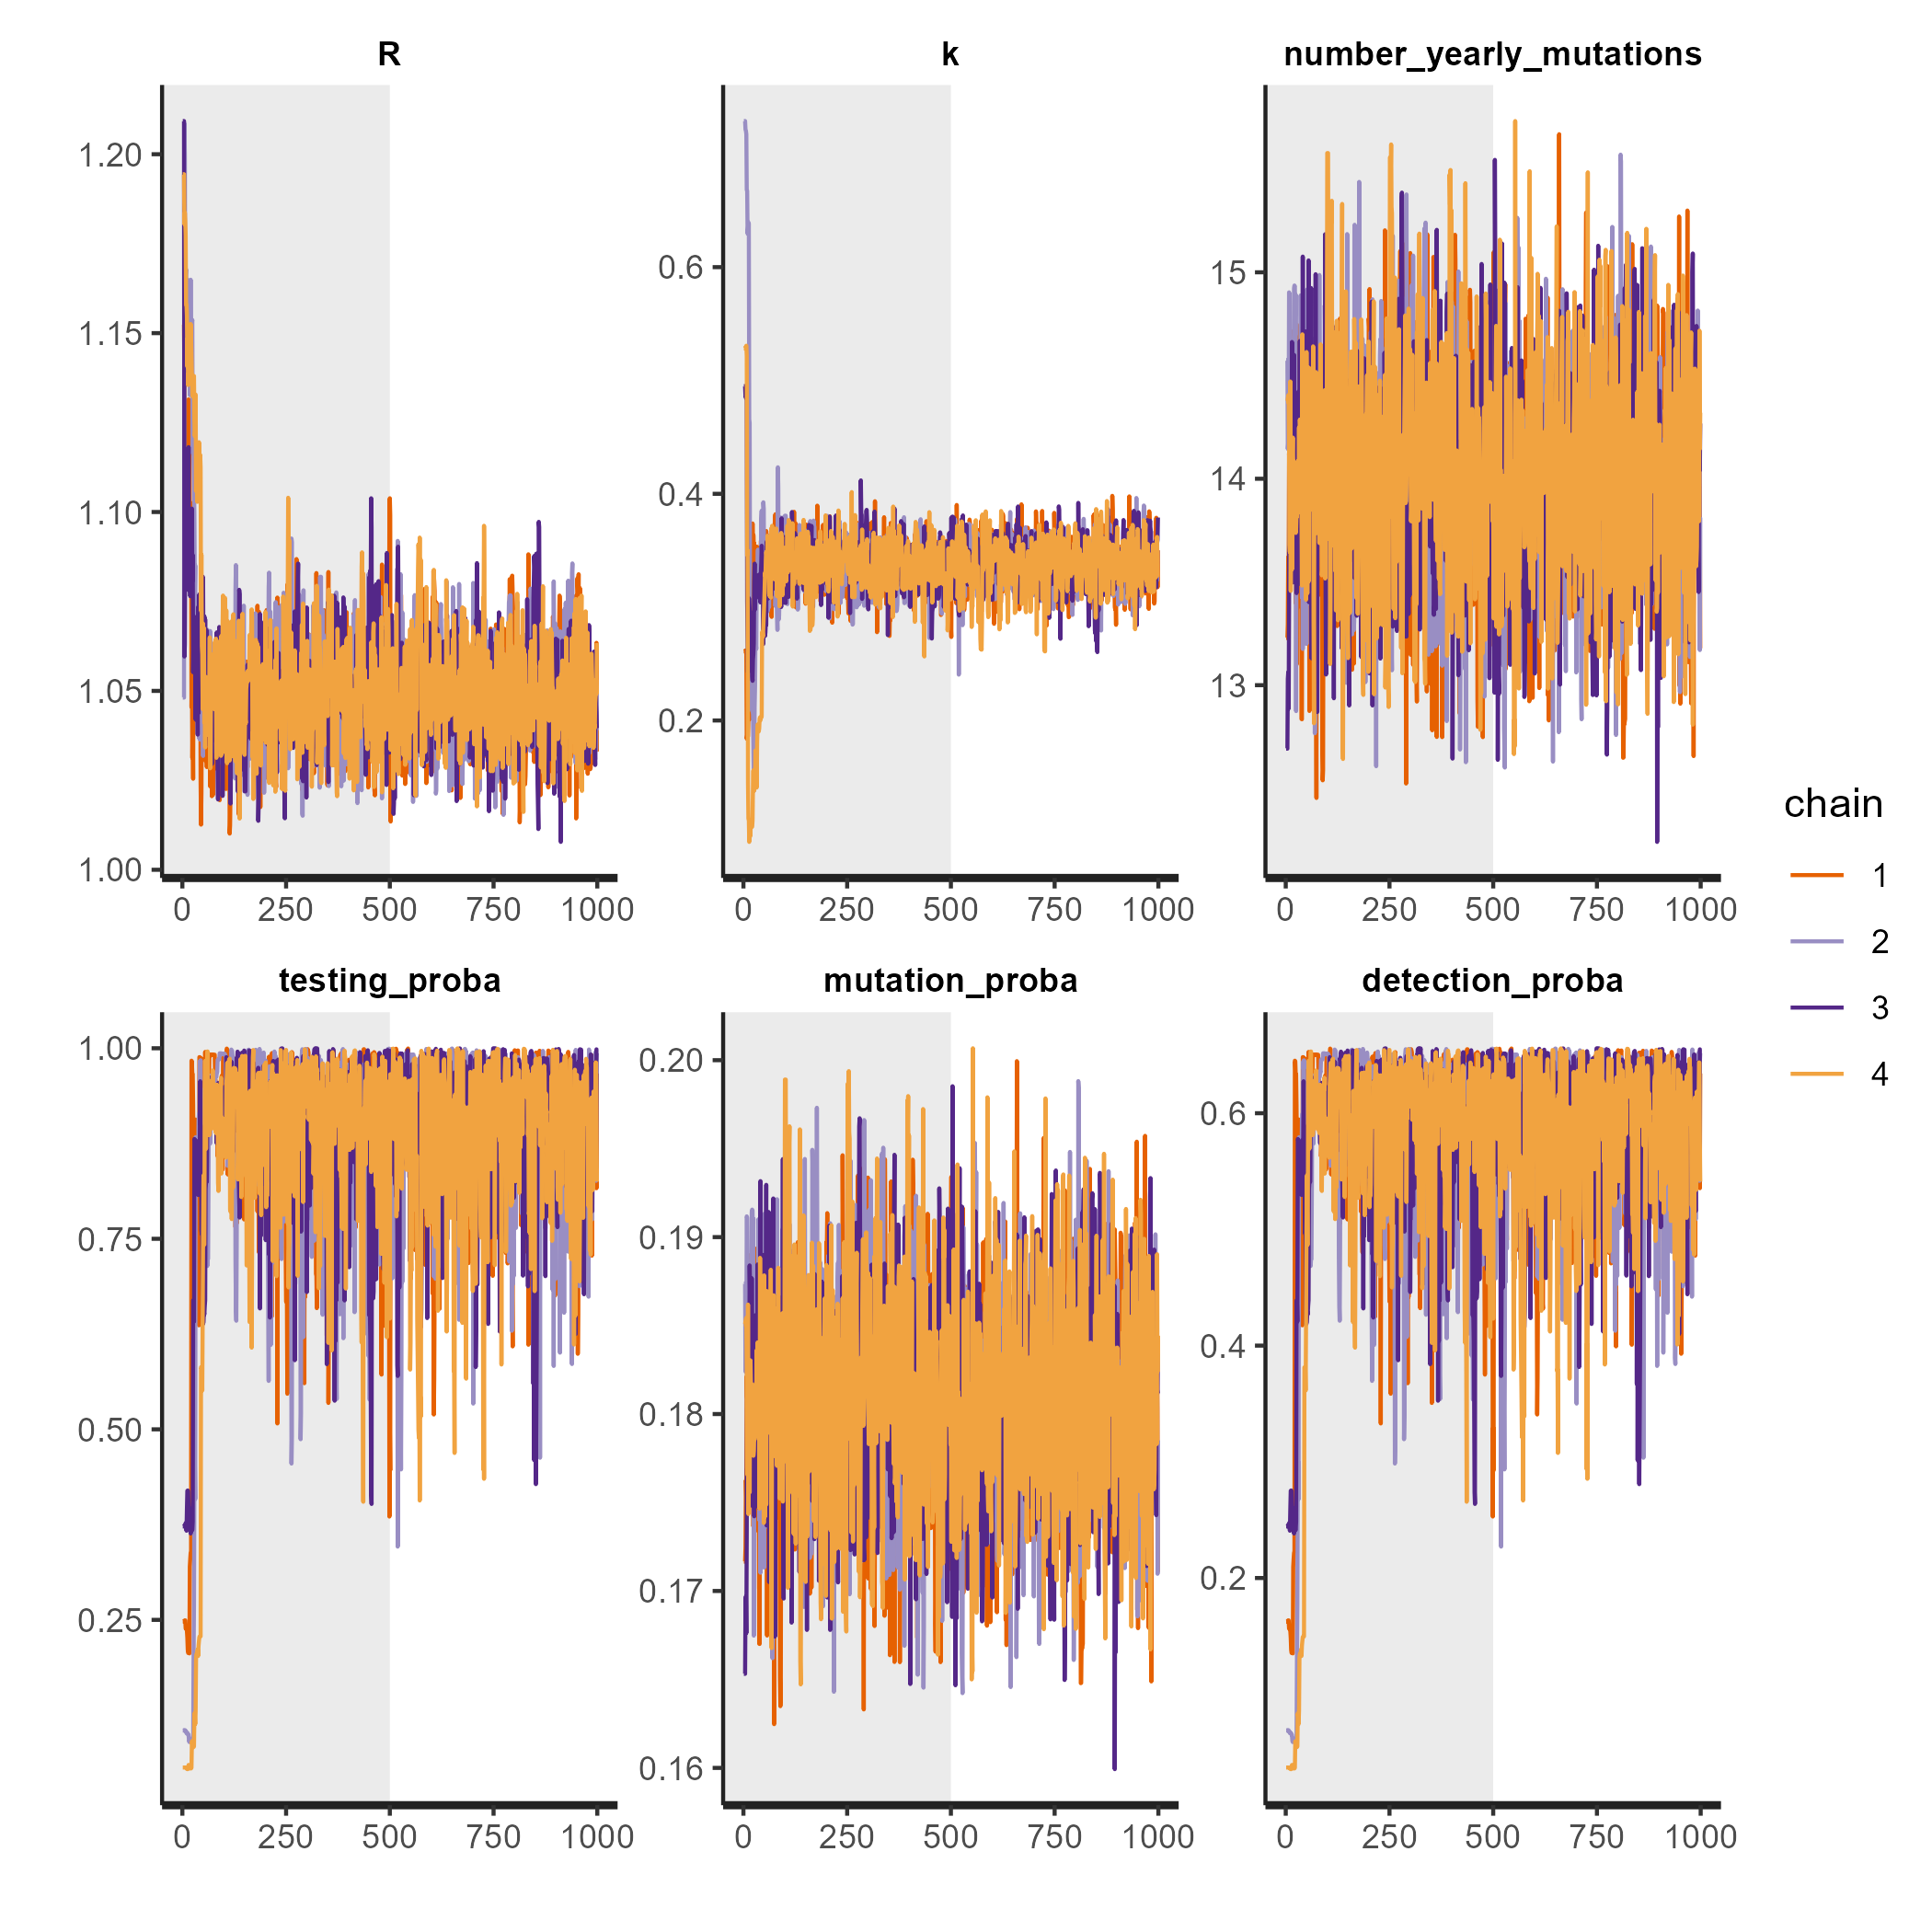 R
k
number_yearly_mutations
1.20
1.15
1.10
1.05
1.00
0.6
0.4
0.2
15
14
13
0 250 500 750 1000
0 250 500 750 1000
0 250 500 750 1000
testing_proba
mutation_proba
detection_proba
1.00
0.75
0.50
0.25
0.20
0.19
0.18
0.17
0.16
0.6
0.4
0.2
0 250 500 750 1000
0 250 500 750 1000
0 250 500 750 1000
chain
1
2
3
4